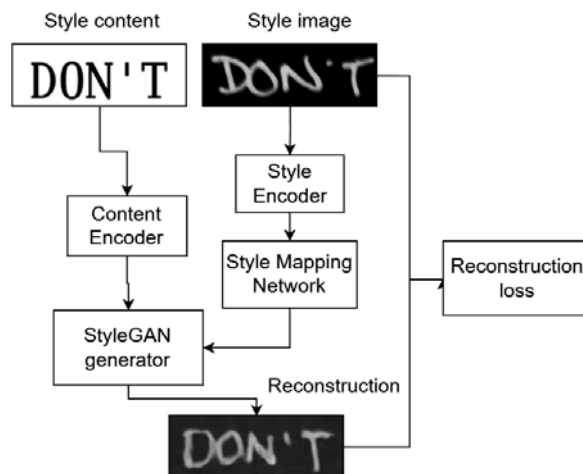 Style content
Style image
DON'T
DON'T
Style
Encoder
Content
Encoder
Style Mapping
Network
Reconstruction
loss
StyleGAN
generator
Reconstruction
DON'T